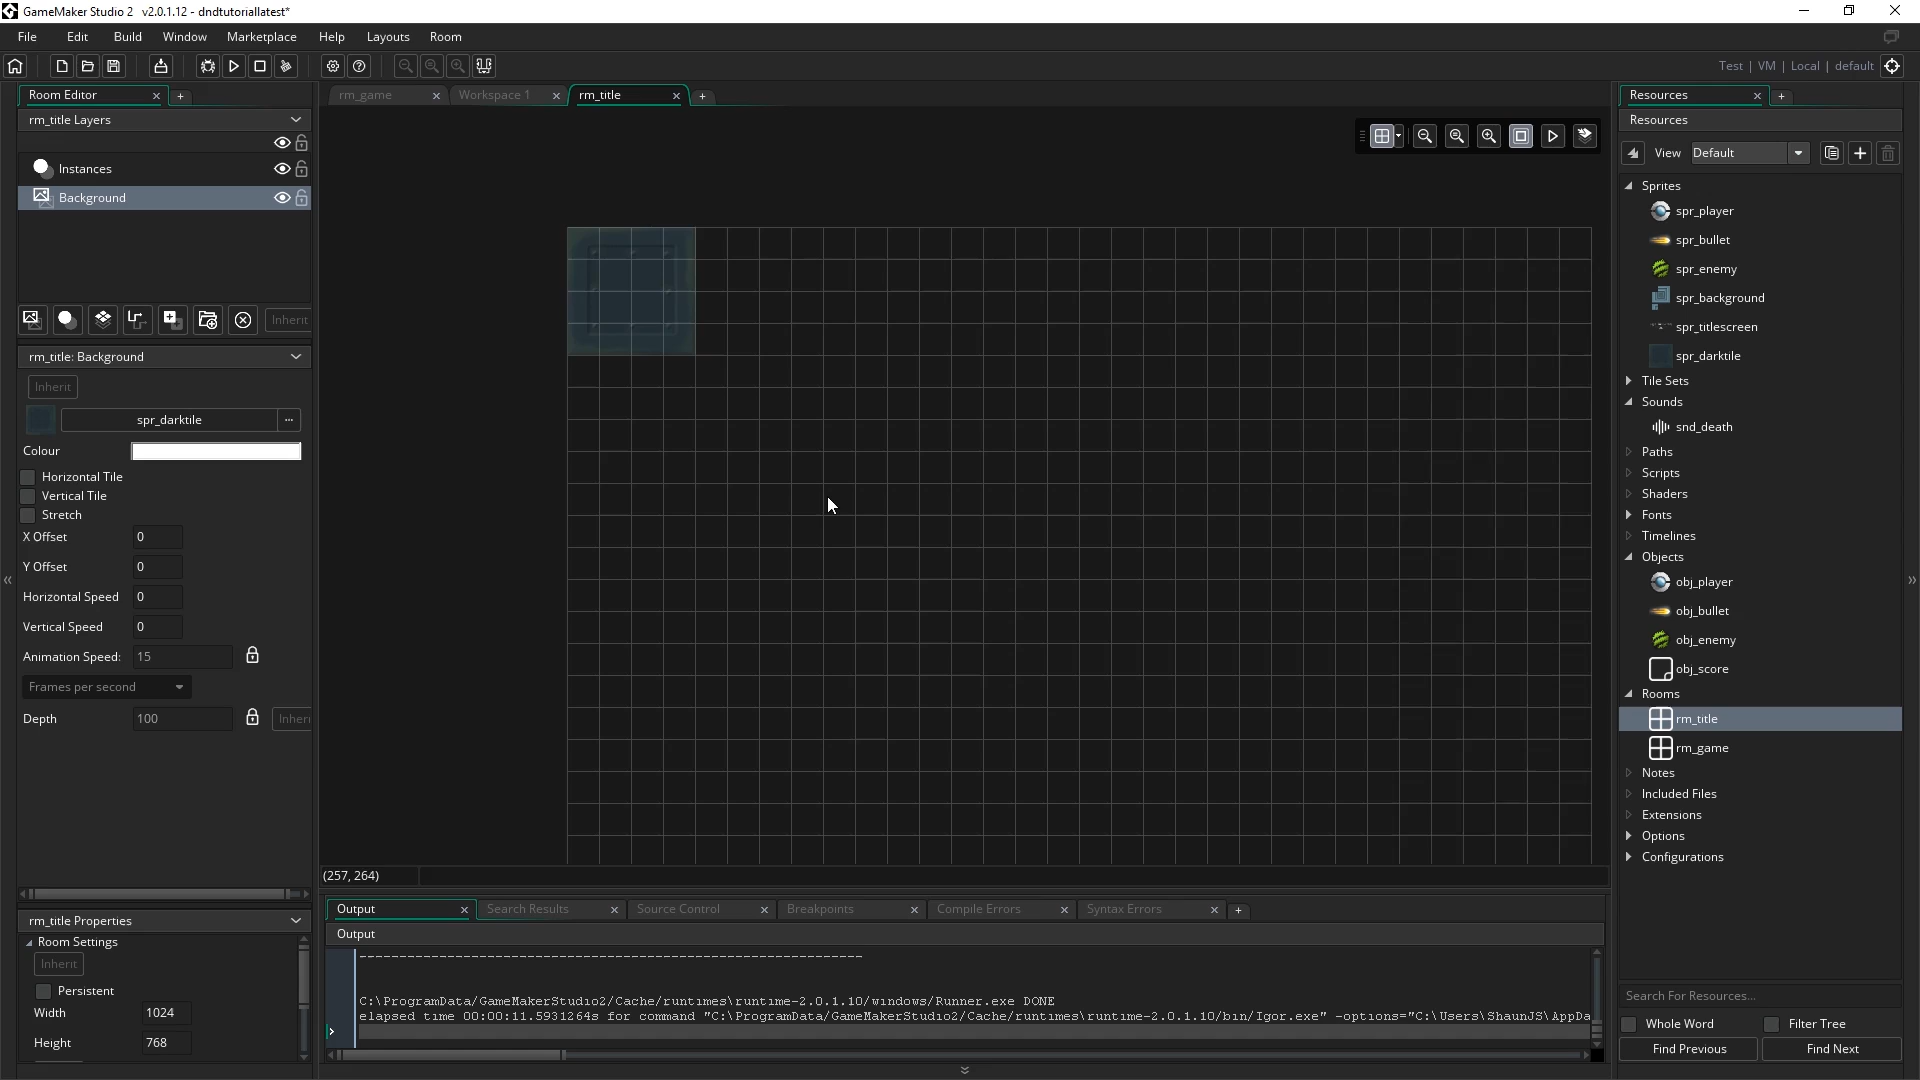 GameMaker Studio 2 v2.0.1.12 - dndtutoriallatest*
File Edit Build Window Marketplace Help Layouts Room
Test | VM | Local | default
Room Editor
rm_title Layers
Instances
Background
Inherit
rm_title: Background
Inherit
spr_darktile ...
Colour
Horizontal Tile
Vertical Tile
Stretch
X Offset 0
Y Offset 0
Horizontal Speed 0
Vertical Speed 0
Animation Speed: 15
Frames per second
Depth 100 Inheri
rm_title Properties
Room Settings
Inherit
Persistent
Width 1024
Height 768
rm_game Workspace 1 rm_title
(257, 264)
Output Search Results Source Control Breakpoints Compile Errors Syntax Errors
Output
C:\ProgramData/GameMakerStudio2/Cache/runtimes\runtime-2.0.1.10/windows/Runner.exe DONE
elapsed time 00:00:11.5931264s for command "C:\ProgramData/GameMakerStudio2/Cache/runtimes\runtime-2.0.1.10/bin/Igor.exe" -options="C:\Users\ShaunJS\AppDa
Resources
Resources
View Default
Sprites
spr_player
spr_bullet
spr_enemy
spr_background
spr_titlescreen
spr_darktile
Tile Sets
Sounds
snd_death
Paths
Scripts
Shaders
Fonts
Timelines
Objects
obj_player
obj_bullet
obj_enemy
obj_score
Rooms
rm_title
rm_game
Notes
Included Files
Extensions
Options
Configurations
Search For Resources...
Whole Word Filter Tree
Find Previous Find Next